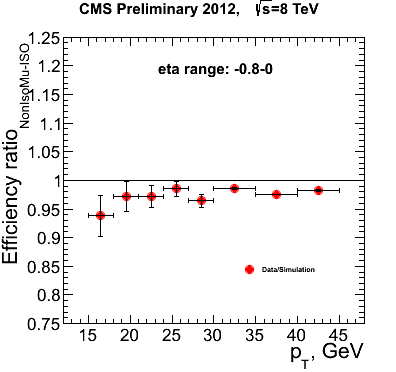 CMS Preliminary 2012, √s=8 TeV
eta range: -0.8-0
Efficiency ratio NonIsoMu-ISO
1.25
1.2
1.15
1.1
1.05
1
0.95
0.9
0.85
0.8
0.75
Data/Simulation
15 20 25 30 35 40 45
p_T, GeV